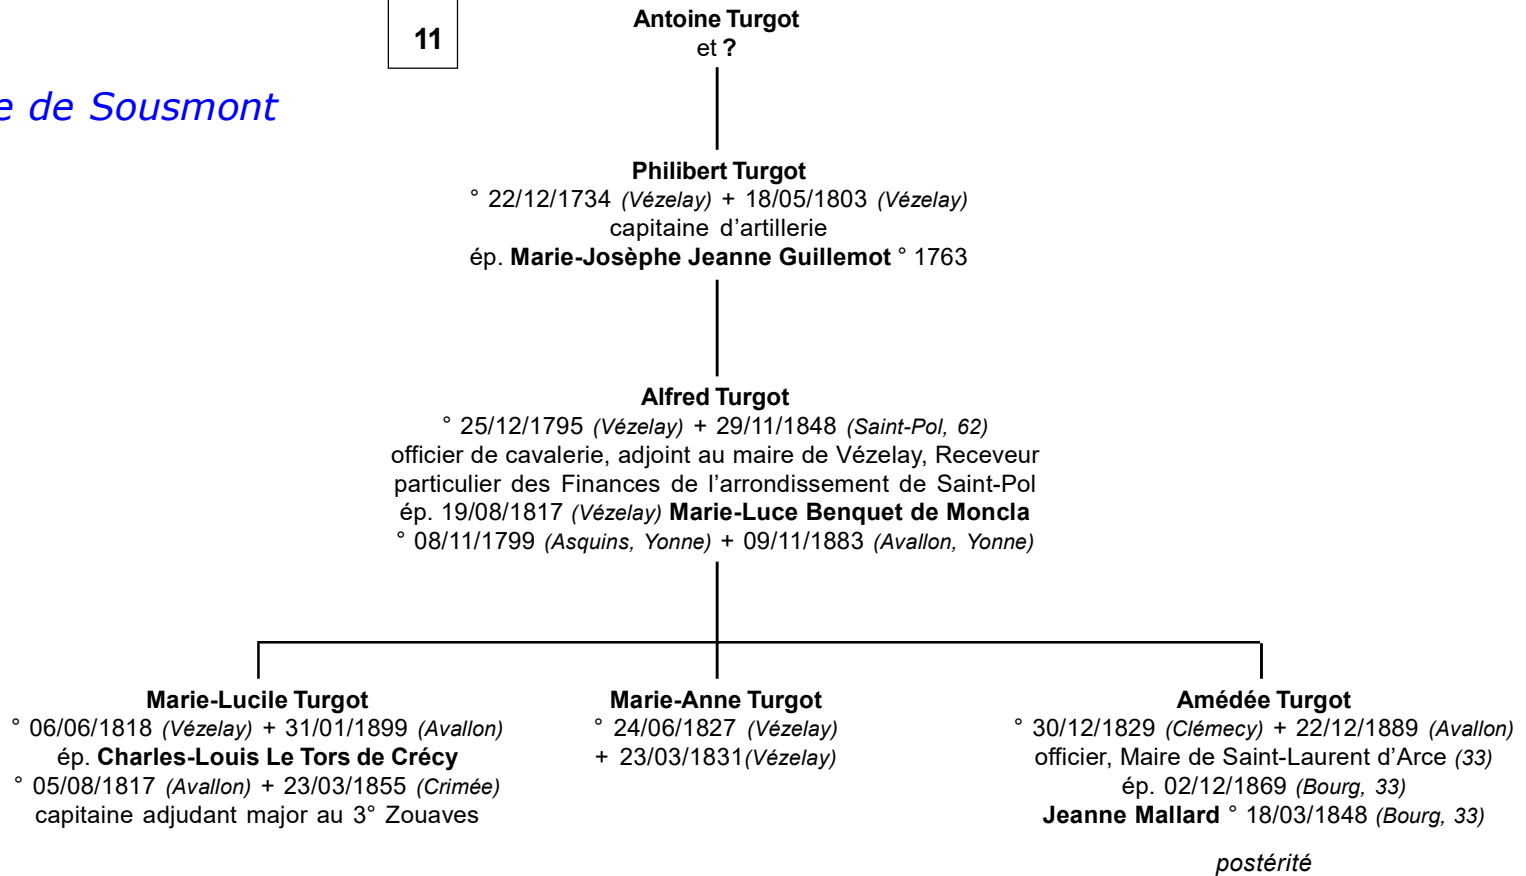 11
Antoine Turgot
et ?
e de Sousmont
Philibert Turgot
° 22/12/1734 (Vézelay) + 18/05/1803 (Vézelay)
capitaine d’artillerie
ép. Marie-Josèphe Jeanne Guillemot ° 1763
Alfred Turgot
° 25/12/1795 (Vézelay) + 29/11/1848 (Saint-Pol, 62)
officier de cavalerie, adjoint au maire de Vézelay, Receveur
particulier des Finances de l’arrondissement de Saint-Pol
ép. 19/08/1817 (Vézelay) Marie-Luce Benquet de Moncla
° 08/11/1799 (Asquins, Yonne) + 09/11/1883 (Avallon, Yonne)
Marie-Lucile Turgot
° 06/06/1818 (Vézelay) + 31/01/1899 (Avallon)
ép. Charles-Louis Le Tors de Crécy
° 05/08/1817 (Avallon) + 23/03/1855 (Crimée)
capitaine adjudant major au 3° Zouaves
Marie-Anne Turgot
° 24/06/1827 (Vézelay)
+ 23/03/1831(Vézelay)
Amédée Turgot
° 30/12/1829 (Clémecy) + 22/12/1889 (Avallon)
officier, Maire de Saint-Laurent d’Arce (33)
ép. 02/12/1869 (Bourg, 33)
Jeanne Mallard ° 18/03/1848 (Bourg, 33)
postérité